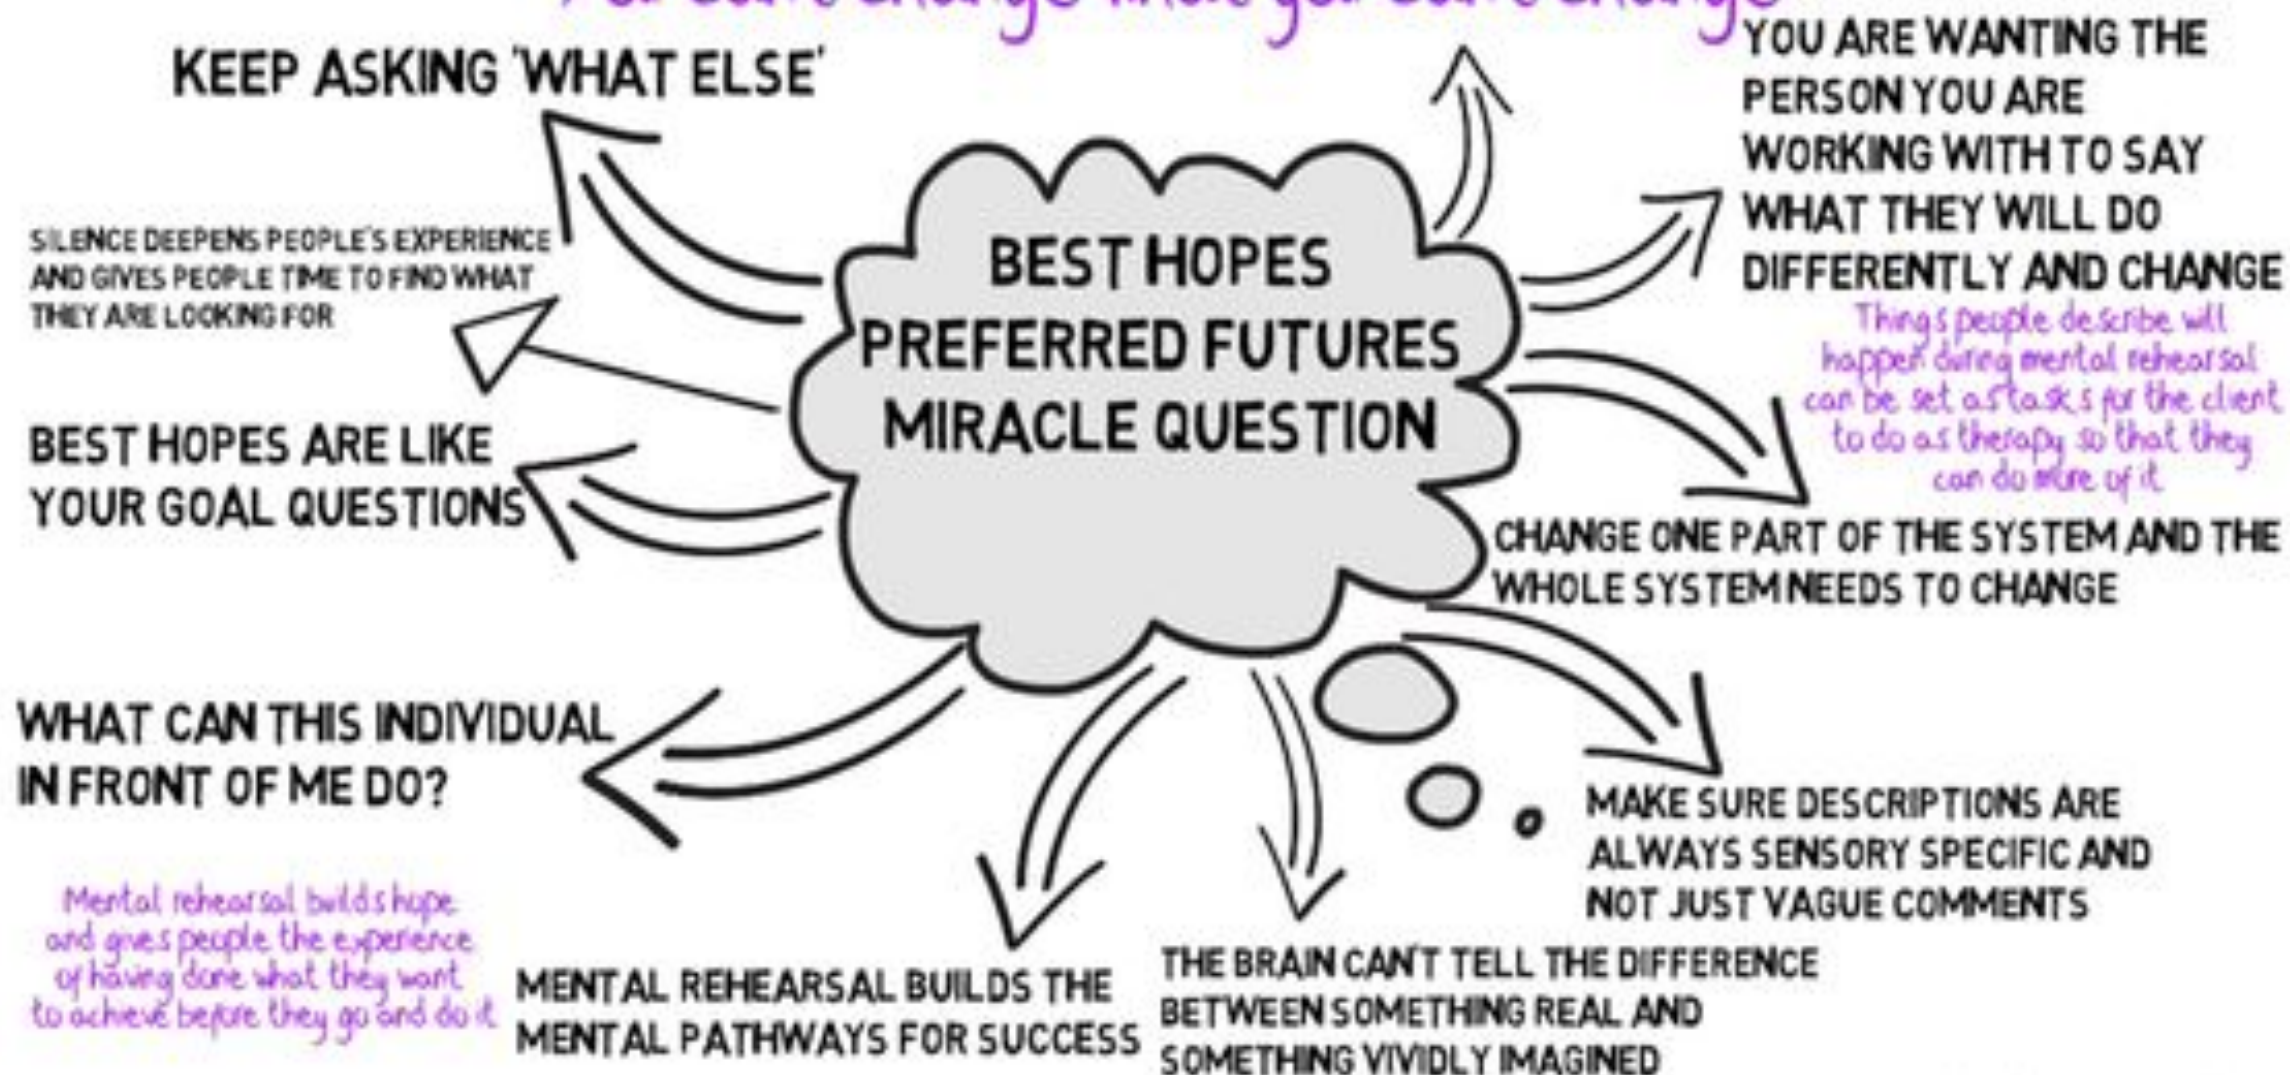 change what you can't change
KEEP ASKING 'WHAT ELSE'
YOU ARE WANTING THE
PERSON YOU ARE
WORKING WITH TO SAY
WHAT THEY WILL DO
DIFFERENTLY AND CHANGE
Things people describe will
happen during mental rehearsal
can be set as tasks for the client
to do as therapy so that they
can do more of it
SILENCE DEEPENS PEOPLE'S EXPERIENCE
AND GIVES PEOPLE TIME TO FIND WHAT
THEY ARE LOOKING FOR
BEST HOPES
PREFERRED FUTURES
MIRACLE QUESTION
BEST HOPES ARE LIKE
YOUR GOAL QUESTIONS
CHANGE ONE PART OF THE SYSTEM AND THE
WHOLE SYSTEM NEEDS TO CHANGE
WHAT CAN THIS INDIVIDUAL
IN FRONT OF ME DO?
MAKE SURE DESCRIPTIONS ARE
ALWAYS SENSORY SPECIFIC AND
NOT JUST VAGUE COMMENTS
Mental rehearsal builds hope
and gives people the experience
of having done what they want
to achieve before they go and do it
MENTAL REHEARSAL BUILDS THE
MENTAL PATHWAYS FOR SUCCESS
THE BRAIN CAN'T TELL THE DIFFERENCE
BETWEEN SOMETHING REAL AND
SOMETHING VIVIDLY IMAGINED